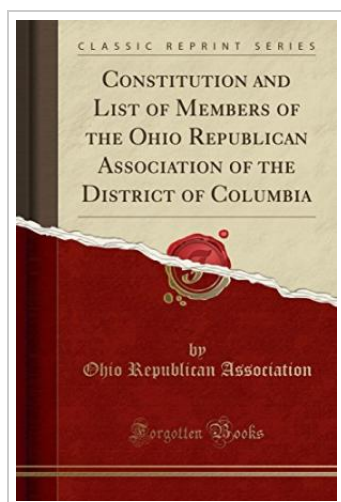 CLASSIC REPRINT SERIES
CONSTITUTION AND
LIST OF MEMBERS OF
THE OHIO REPUBLICAN
ASSOCIATION OF THE
DISTRICT OF COLUMBIA
by
Ohio Republican Association
Forgotten Books